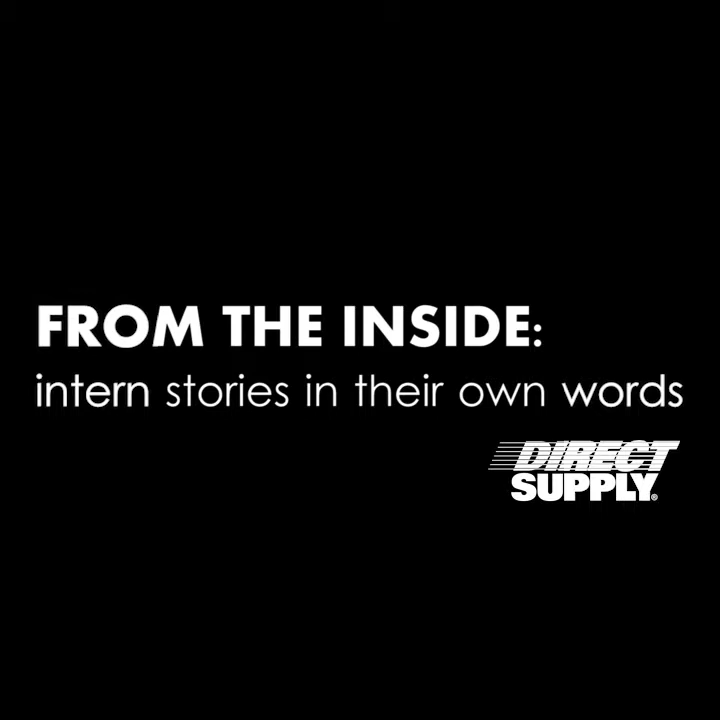 FROM THE INSIDE:
intern stories in their own words
DIRECT
SUPPLY®